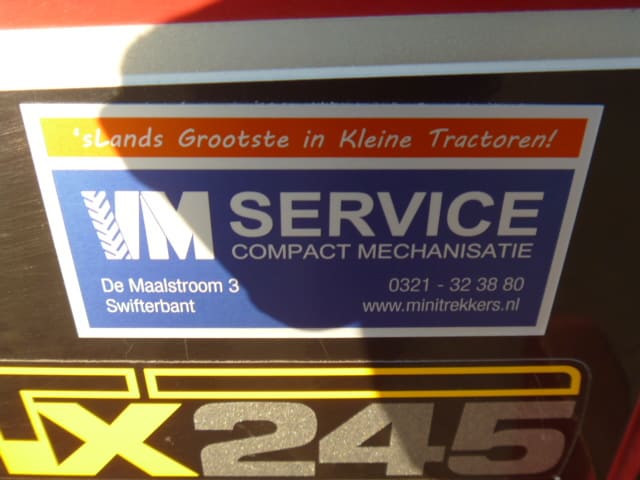 'sLands Grootste in Kleine Tractoren!
VM SERVICE
COMPACT MECHANISATIE
De Maalstroom 3 0321 - 32 38 80
Swifterbant www.minitrekkers.nl
X245